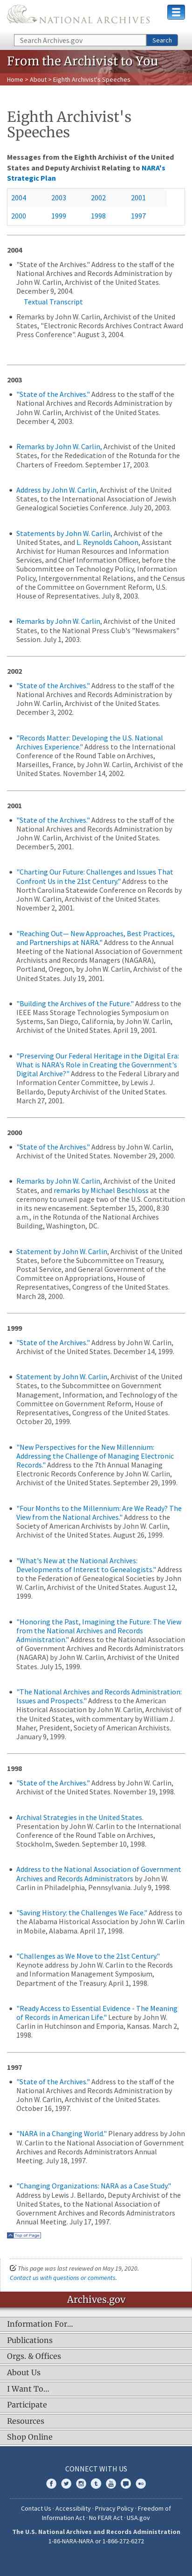 NATIONAL ARCHIVES
Search Archives.gov
Search
From the Archivist to You
Home > About > Eighth Archivist's Speeches
Eighth Archivist's
Speeches
Messages from the Eighth Archivist of the United
States and Deputy Archivist Relating to NARA's
Strategic Plan
2004 2003 2002 2001
2000 1999 1998 1997
2004
"State of the Archives." Address to the staff of the
National Archives and Records Administration by
John W. Carlin, Archivist of the United States.
December 9, 2004.
Textual Transcript
Remarks by John W. Carlin, Archivist of the United
States, "Electronic Records Archives Contract Award
Press Conference". August 3, 2004.
2003
"State of the Archives." Address to the staff of the
National Archives and Records Administration by
John W. Carlin, Archivist of the United States.
December 4, 2003.
Remarks by John W. Carlin, Archivist of the United
States, for the Rededication of the Rotunda for the
Charters of Freedom. September 17, 2003.
Address by John W. Carlin, Archivist of the United
States, to the International Association of Jewish
Genealogical Societies Conference. July 20, 2003.
Statements by John W. Carlin, Archivist of the
United States, and L. Reynolds Cahoon, Assistant
Archivist for Human Resources and Information
Services, and Chief Information Officer, before the
Subcommittee on Technology Policy, Information
Policy, Intergovernmental Relations, and the Census
of the Committee on Government Reform, U.S.
House of Representatives. July 8, 2003.
Remarks by John W. Carlin, Archivist of the United
States, to the National Press Club's "Newsmakers"
Session. July 1, 2003.
2002
"State of the Archives." Address to the staff of the
National Archives and Records Administration by
John W. Carlin, Archivist of the United States.
December 3, 2002.
"Records Matter: Developing the U.S. National
Archives Experience." Address to the International
Conference of the Round Table on Archives,
Marseilles, France, by John W. Carlin, Archivist of the
United States. November 14, 2002.
2001
"State of the Archives." Address to the staff of the
National Archives and Records Administration by
John W. Carlin, Archivist of the United States.
December 5, 2001.
"Charting Our Future: Challenges and Issues That
Confront Us in the 21st Century." Address to the
North Carolina Statewide Conference on Records by
John W. Carlin, Archivist of the United States.
November 2, 2001.
"Reaching Out— New Approaches, Best Practices,
and Partnerships at NARA." Address to the Annual
Meeting of the National Association of Government
Archives and Records Managers (NAGARA),
Portland, Oregon, by John W. Carlin, Archivist of the
United States. July 19, 2001.
"Building the Archives of the Future." Address to the
IEEE Mass Storage Technologies Symposium on
Systems, San Diego, California, by John W. Carlin,
Archivist of the United States. April 19, 2001.
"Preserving Our Federal Heritage in the Digital Era:
What is NARA's Role in Creating the Government's
Digital Archive?" Address to the Federal Library and
Information Center Committee, by Lewis J.
Bellardo, Deputy Archivist of the United States.
March 27, 2001.
2000
"State of the Archives." Address by John W. Carlin,
Archivist of the United States. November 29, 2000.
Remarks by John W. Carlin, Archivist of the United
States, and remarks by Michael Beschloss at the
ceremony to unveil page two of the U.S. Constitution
in its new encasement. September 15, 2000, 8:30
a.m. in the Rotunda of the National Archives
Building, Washington, DC.
Statement by John W. Carlin, Archivist of the United
States, before the Subcommittee on Treasury,
Postal Service, and General Government of the
Committee on Appropriations, House of
Representatives, Congress of the United States.
March 28, 2000.
1999
"State of the Archives." Address by John W. Carlin,
Archivist of the United States. December 14, 1999.
Statement by John W. Carlin, Archivist of the United
States, to the Subcommittee on Government
Management, Information, and Technology of the
Committee on Government Reform, House of
Representatives, Congress of the United States.
October 20, 1999.
"New Perspectives for the New Millennium:
Addressing the Challenge of Managing Electronic
Records." Address to the 7th Annual Managing
Electronic Records Conference by John W. Carlin,
Archivist of the United States. September 29, 1999.
"Four Months to the Millennium: Are We Ready? The
View from the National Archives." Address to the
Society of American Archivists by John W. Carlin,
Archivist of the United States. August 26, 1999.
"What's New at the National Archives:
Developments of Interest to Genealogists." Address
to the Federation of Genealogical Societies by John
W. Carlin, Archivist of the United States. August 12,
1999.
"Honoring the Past, Imagining the Future: The View
from the National Archives and Records
Administration." Address to the National Association
of Government Archives and Records Administrators
(NAGARA) by John W. Carlin, Archivist of the United
States. July 15, 1999.
"The National Archives and Records Administration:
Issues and Prospects." Address to the American
Historical Association by John W. Carlin, Archivist of
the United States, with a commentary by William J.
Maher, President, Society of American Archivists.
January 9, 1999.
1998
"State of the Archives." Address by John W. Carlin,
Archivist of the United States. November 19, 1998.
Archival Strategies in the United States.
Presentation by John W. Carlin to the International
Conference of the Round Table on Archives,
Stockholm, Sweden. September 10, 1998.
Address to the National Association of Government
Archives and Records Administrators by John W.
Carlin in Philadelphia, Pennsylvania. July 9, 1998.
"Saving History: the Challenges We Face." Address to
the Alabama Historical Association by John W. Carlin
in Mobile, Alabama. April 17, 1998.
"Challenges as We Move to the 21st Century."
Keynote address by John W. Carlin to the Records
and Information Management Symposium,
Department of the Treasury. April 1, 1998.
"Ready Access to Essential Evidence - The Meaning
of Records in American Life." Lecture by John W.
Carlin in Hutchinson and Emporia, Kansas. March 2,
1998.
1997
"State of the Archives." Address to the staff of the
National Archives and Records Administration by
John W. Carlin, Archivist of the United States.
October 16, 1997.
"NARA in a Changing World." Plenary address by John
W. Carlin to the National Association of Government
Archives and Records Administrators Annual
Meeting. July 18, 1997.
"Changing Organizations: NARA as a Case Study."
Address by Lewis J. Bellardo, Deputy Archivist of the
United States, to the National Association of
Government Archives and Records Administrators
Annual Meeting. July 17, 1997.
Top of Page
This page was last reviewed on May 19, 2020.
Contact us with questions or comments.
Archives.gov
Information For...
Publications
Orgs. & Offices
About Us
I Want To...
Participate
Resources
Shop Online
CONNECT WITH US
Contact Us · Accessibility · Privacy Policy · Freedom of
Information Act · No FEAR Act · USA.gov
The U.S. National Archives and Records Administration
1-86-NARA-NARA or 1-866-272-6272